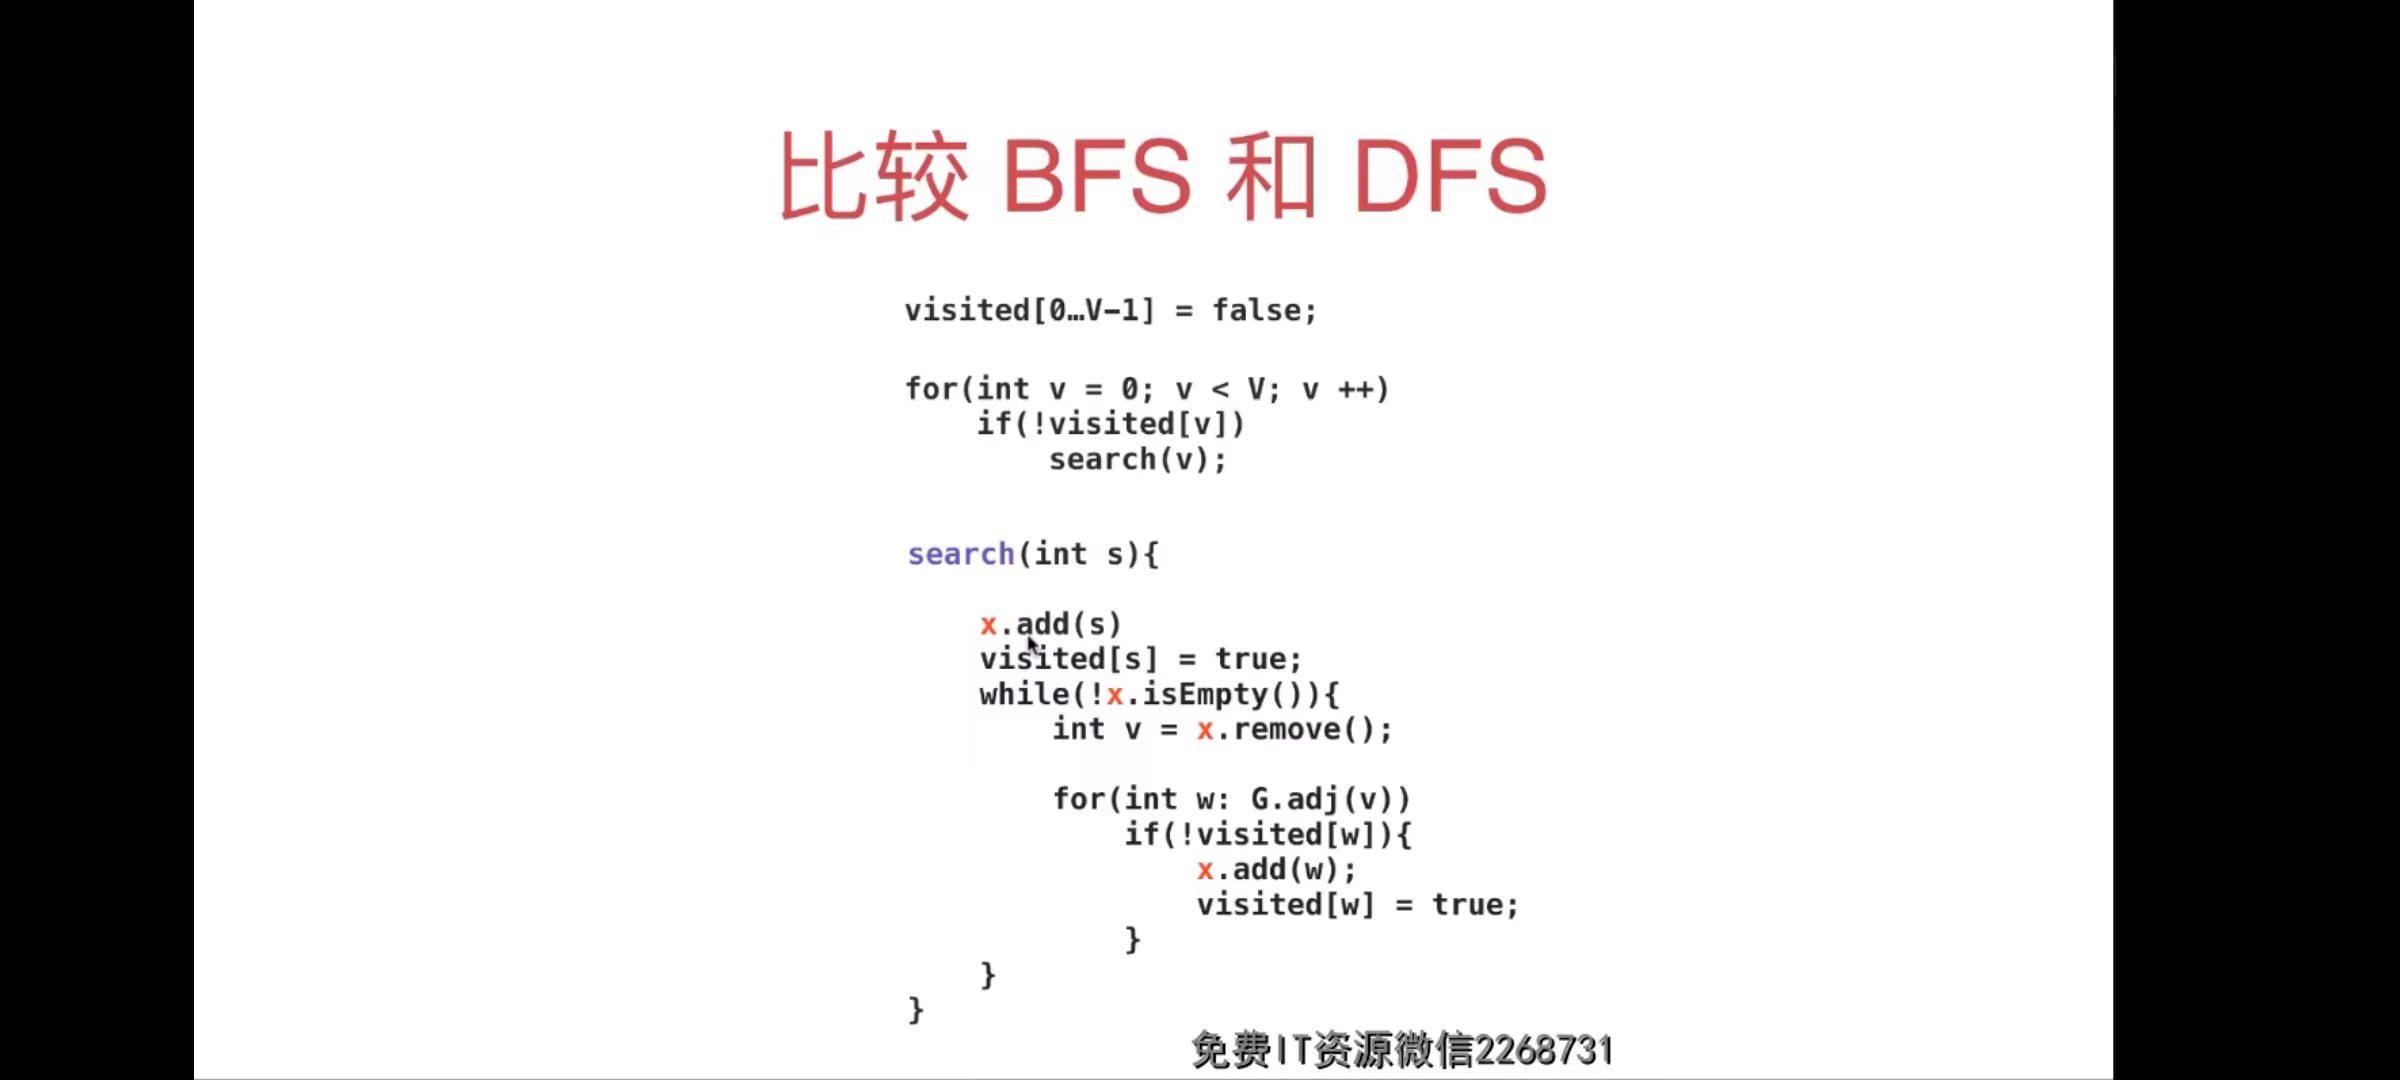 比较 BFS 和 DFS
visited[0…V-1] = false;
for(int v = 0; v < V; v ++)
if(!visited[v])
search(v);
search(int s){
x.add(s)
visited[s] = true;
while(!x.isEmpty()){
int v = x.remove();
for(int w: G.adj(v))
if(!visited[w]){
x.add(w);
visited[w] = true;
}
}
}
免费IT资源微信2268731